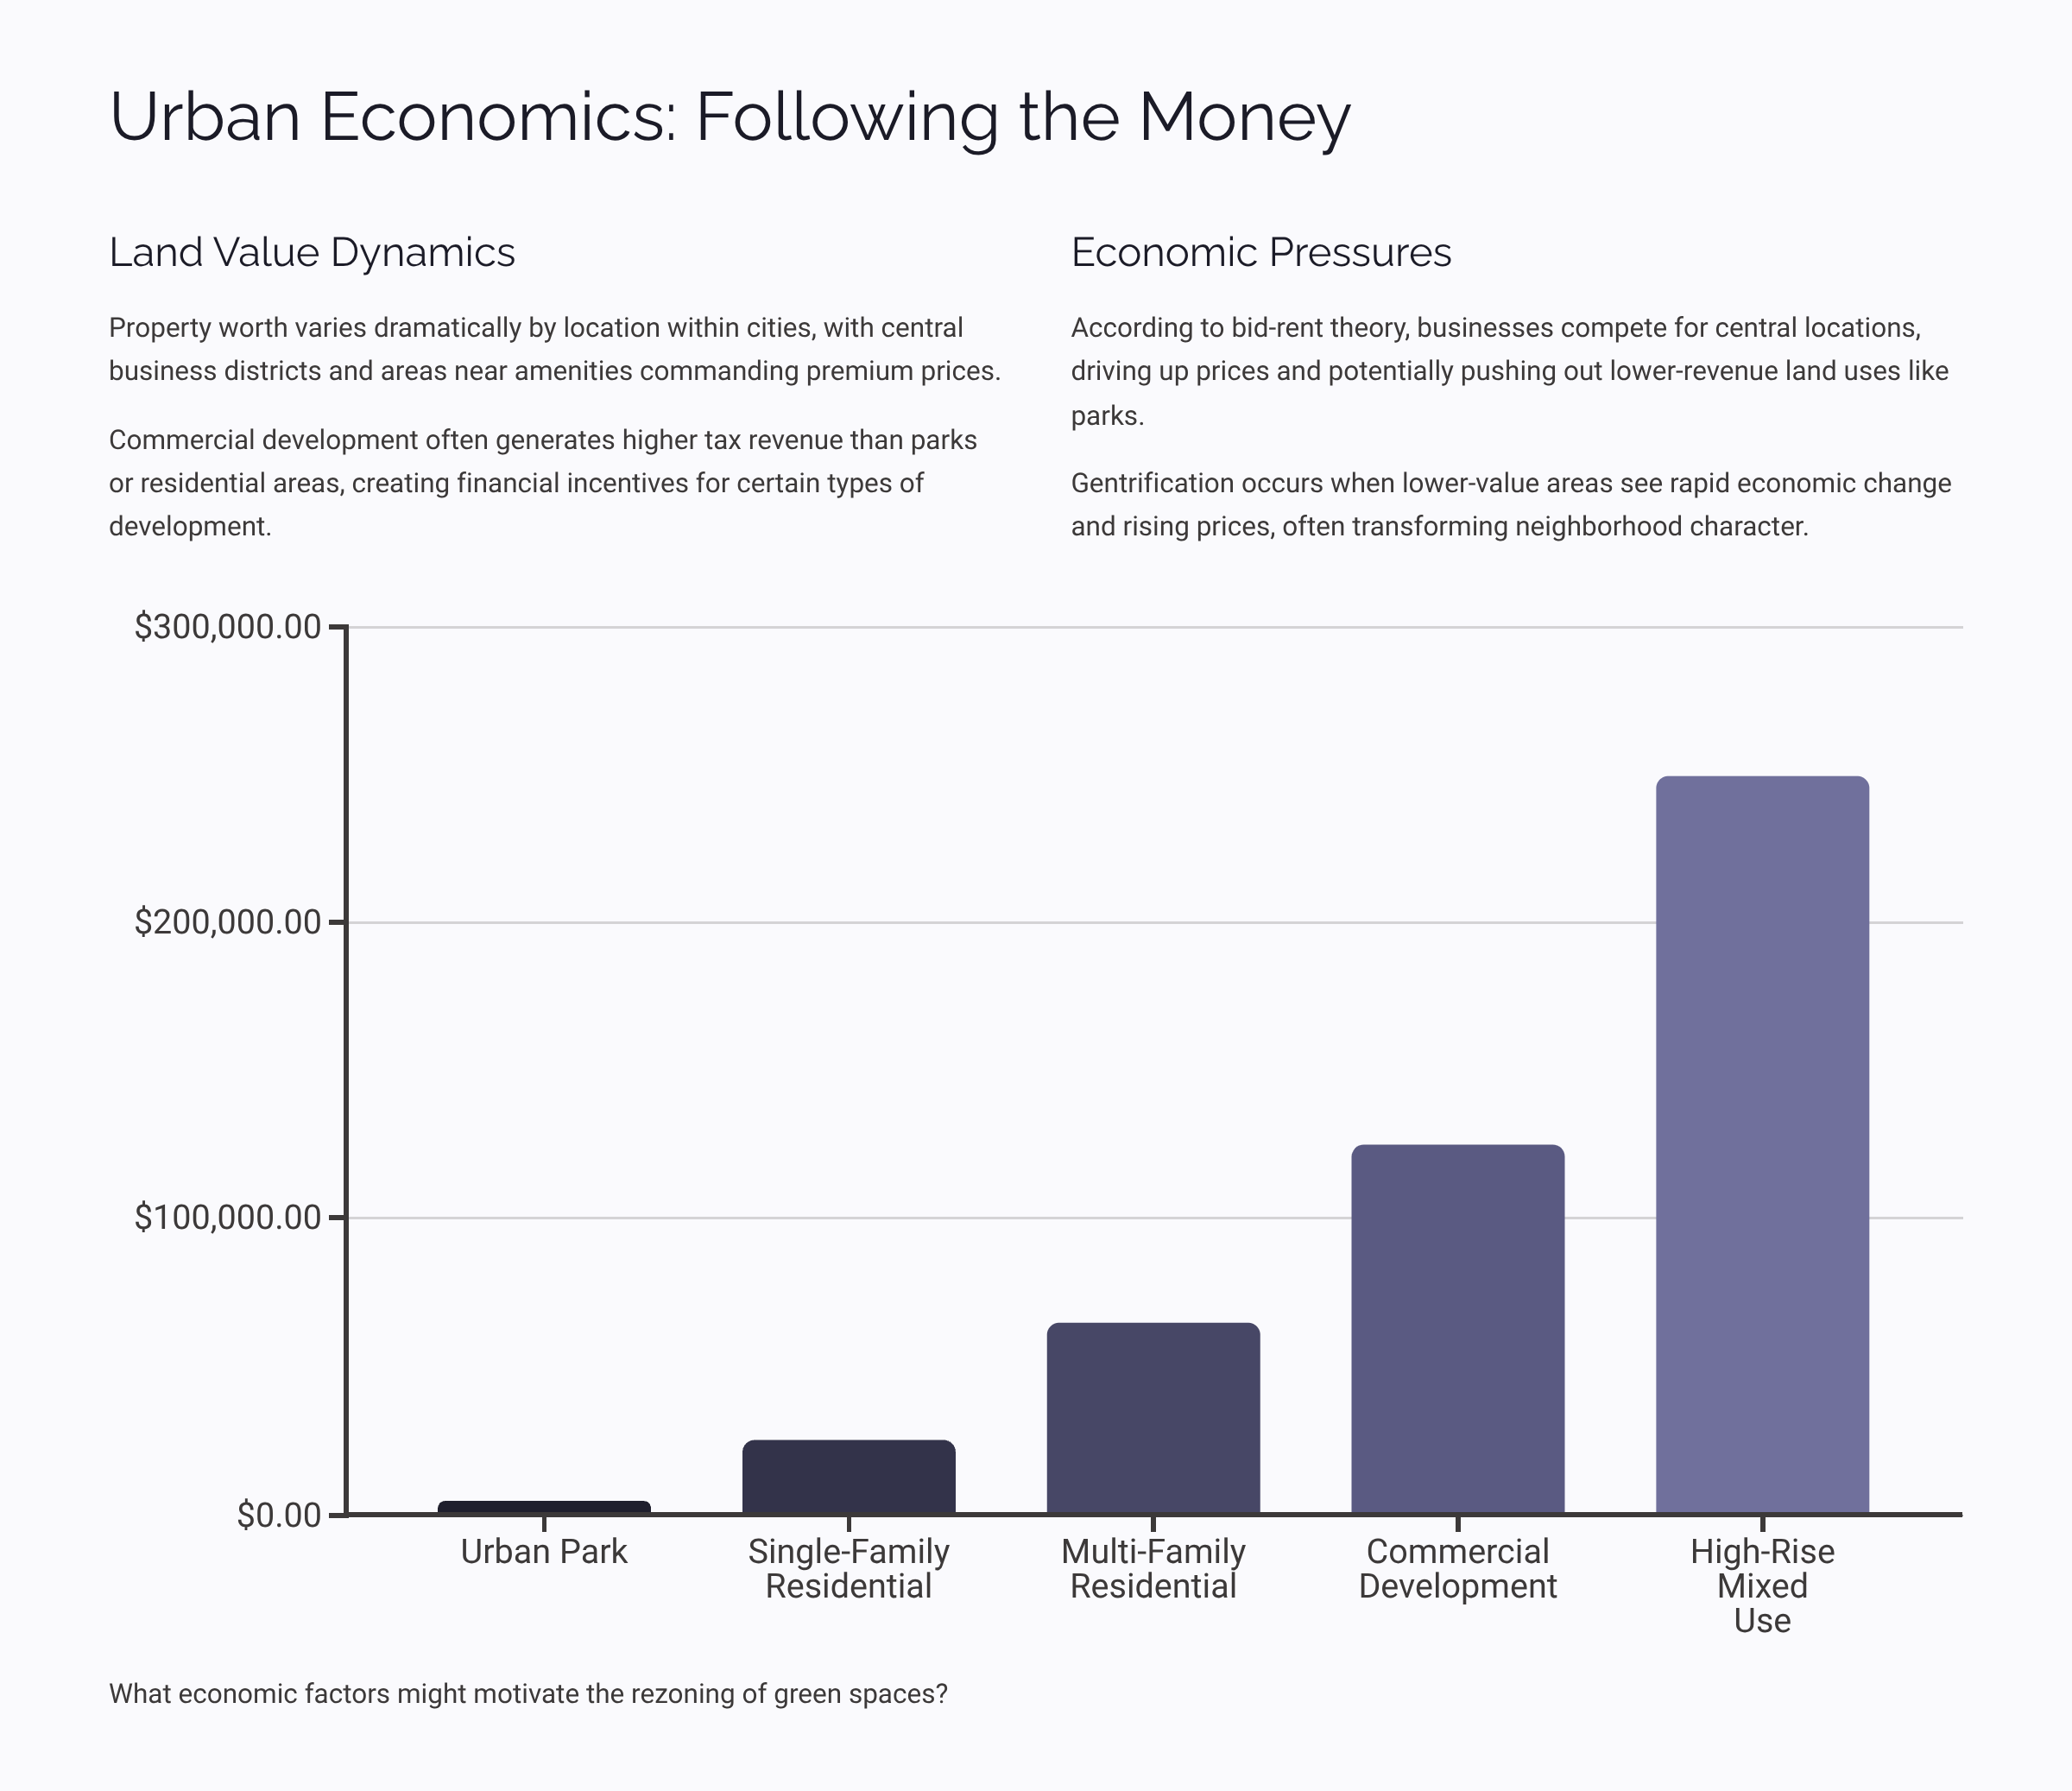 Urban Economics: Following the Money
Land Value Dynamics
Property worth varies dramatically by location within cities, with central
business districts and areas near amenities commanding premium prices.
Commercial development often generates higher tax revenue than parks
or residential areas, creating financial incentives for certain types of
development.
Economic Pressures
According to bid-rent theory, businesses compete for central locations,
driving up prices and potentially pushing out lower-revenue land uses like
parks.
Gentrification occurs when lower-value areas see rapid economic change
and rising prices, often transforming neighborhood character.
$300,000.00
$200,000.00
$100,000.00
$0.00
Urban Park
Single-Family
Residential
Multi-Family
Residential
Commercial
Development
High-Rise
Mixed
Use
What economic factors might motivate the rezoning of green spaces?